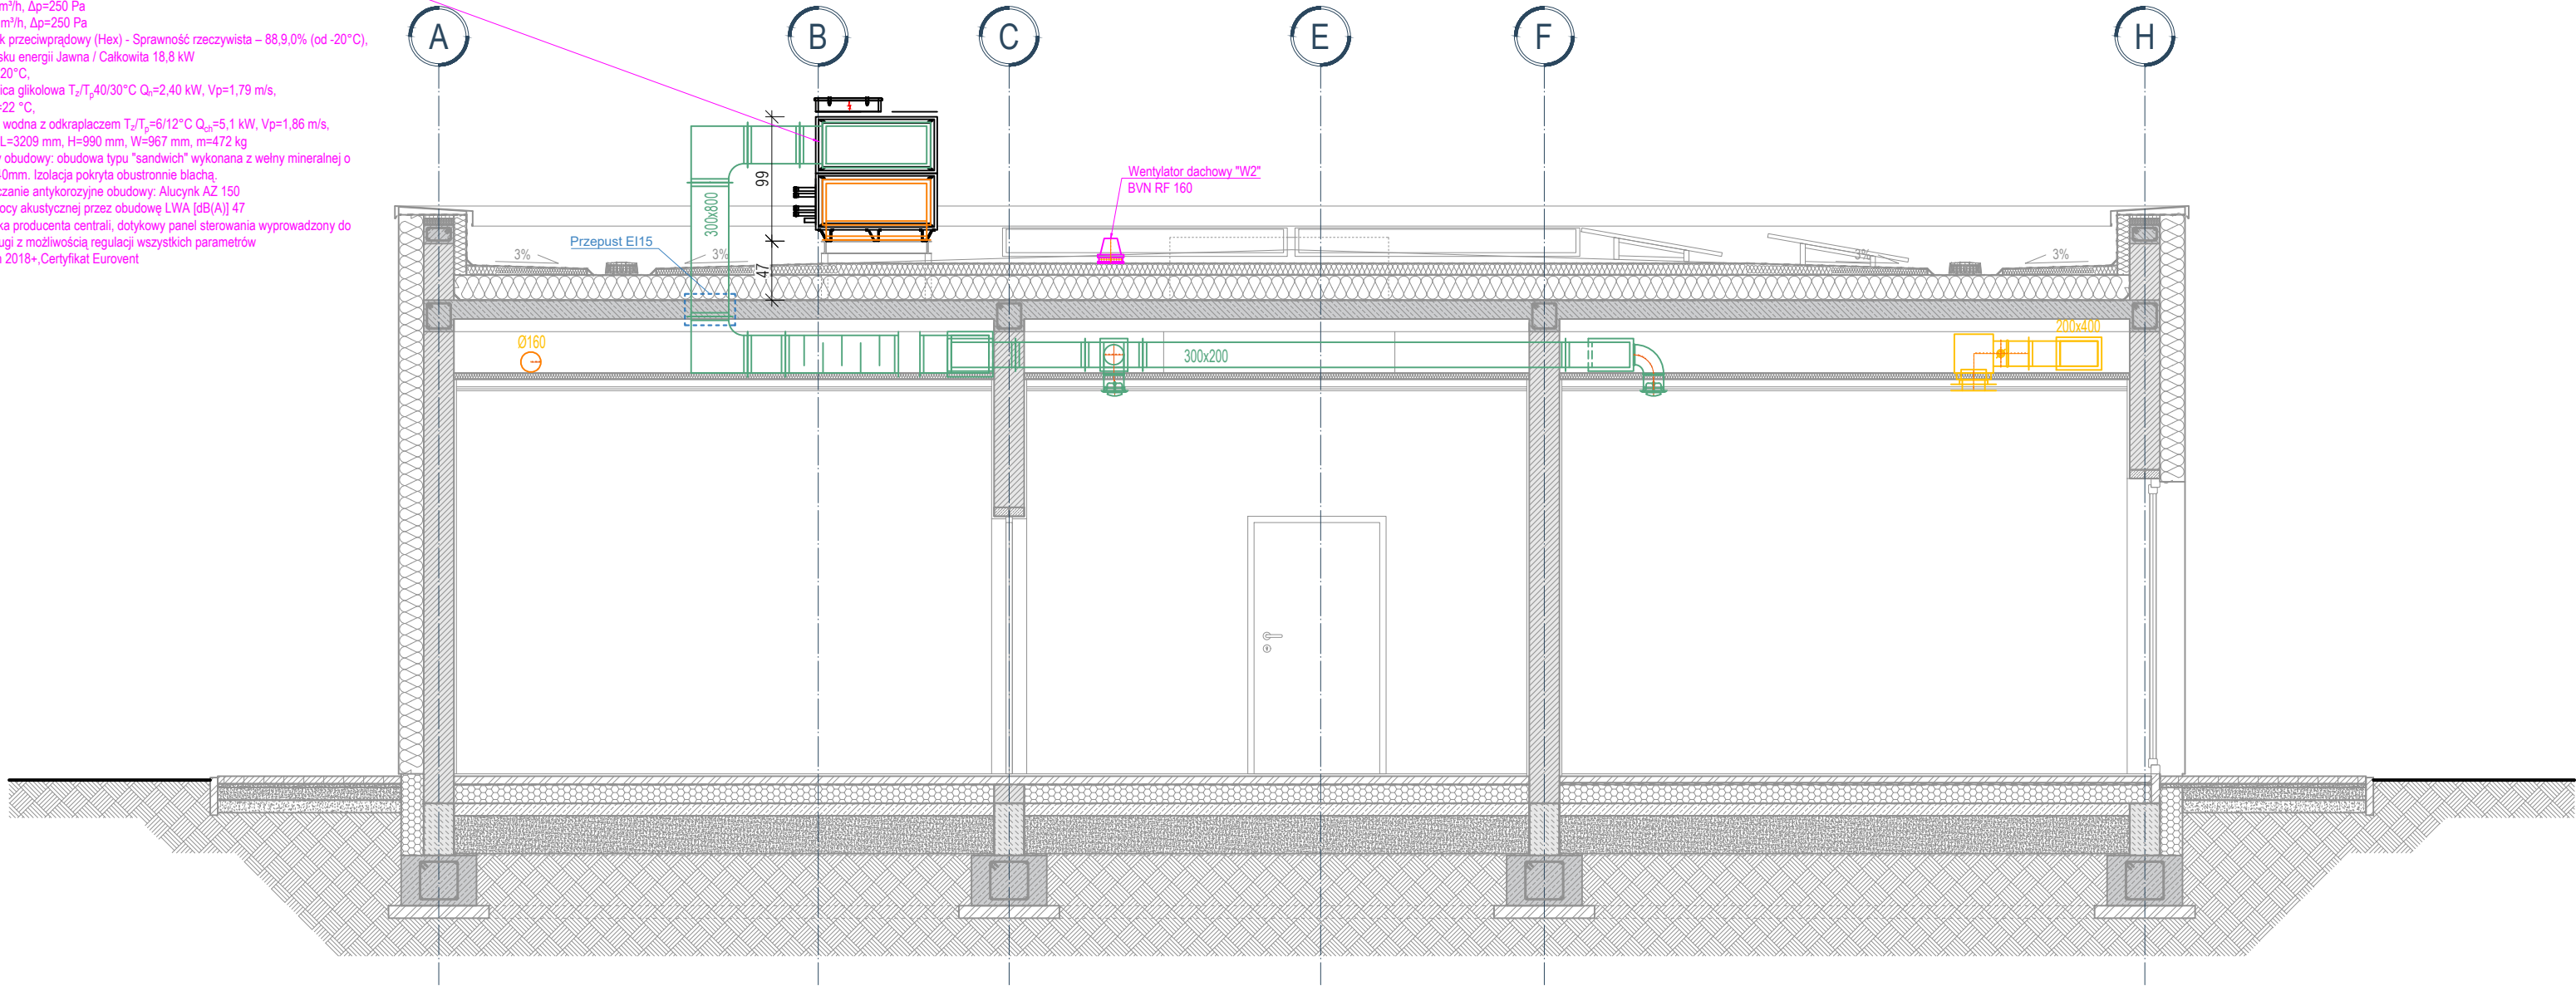 m³/h, Δp=250 Pa
m³/h, Δp=250 Pa
k przeciwprądowy (Hex) - Sprawność rzeczywista – 88,9,0% (od -20°C),
sku energii Jawna / Całkowita 18,8 kW
20°C,
ica glikolowa Tz/Tp40/30°C Qn=2,40 kW, Vp=1,79 m/s,
=22 °C,
wodna z odkraplaczem Tz/Tp=6/12°C Qch=5,1 kW, Vp=1,86 m/s,
L=3209 mm, H=990 mm, W=967 mm, m=472 kg
obudowy: obudowa typu "sandwich" wykonana z wełny mineralnej o
40mm. Izolacja pokryta obustronnie blachą.
czanie antykorozyjne obudowy: Alucynk AZ 150
ocy akustycznej przez obudowę LWA [dB(A)] 47
ka producenta centrali, dotykowy panel sterowania wyprowadzony do
ugi z możliwością regulacji wszystkich parametrów
2018+,Certyfikat Eurovent
A
B
C
E
F
H
99
47
300x800
Wentylator dachowy "W2"
BVN RF 160
Przepust EI15
3%
3%
3%
3%
Ø160
300x200
200x400